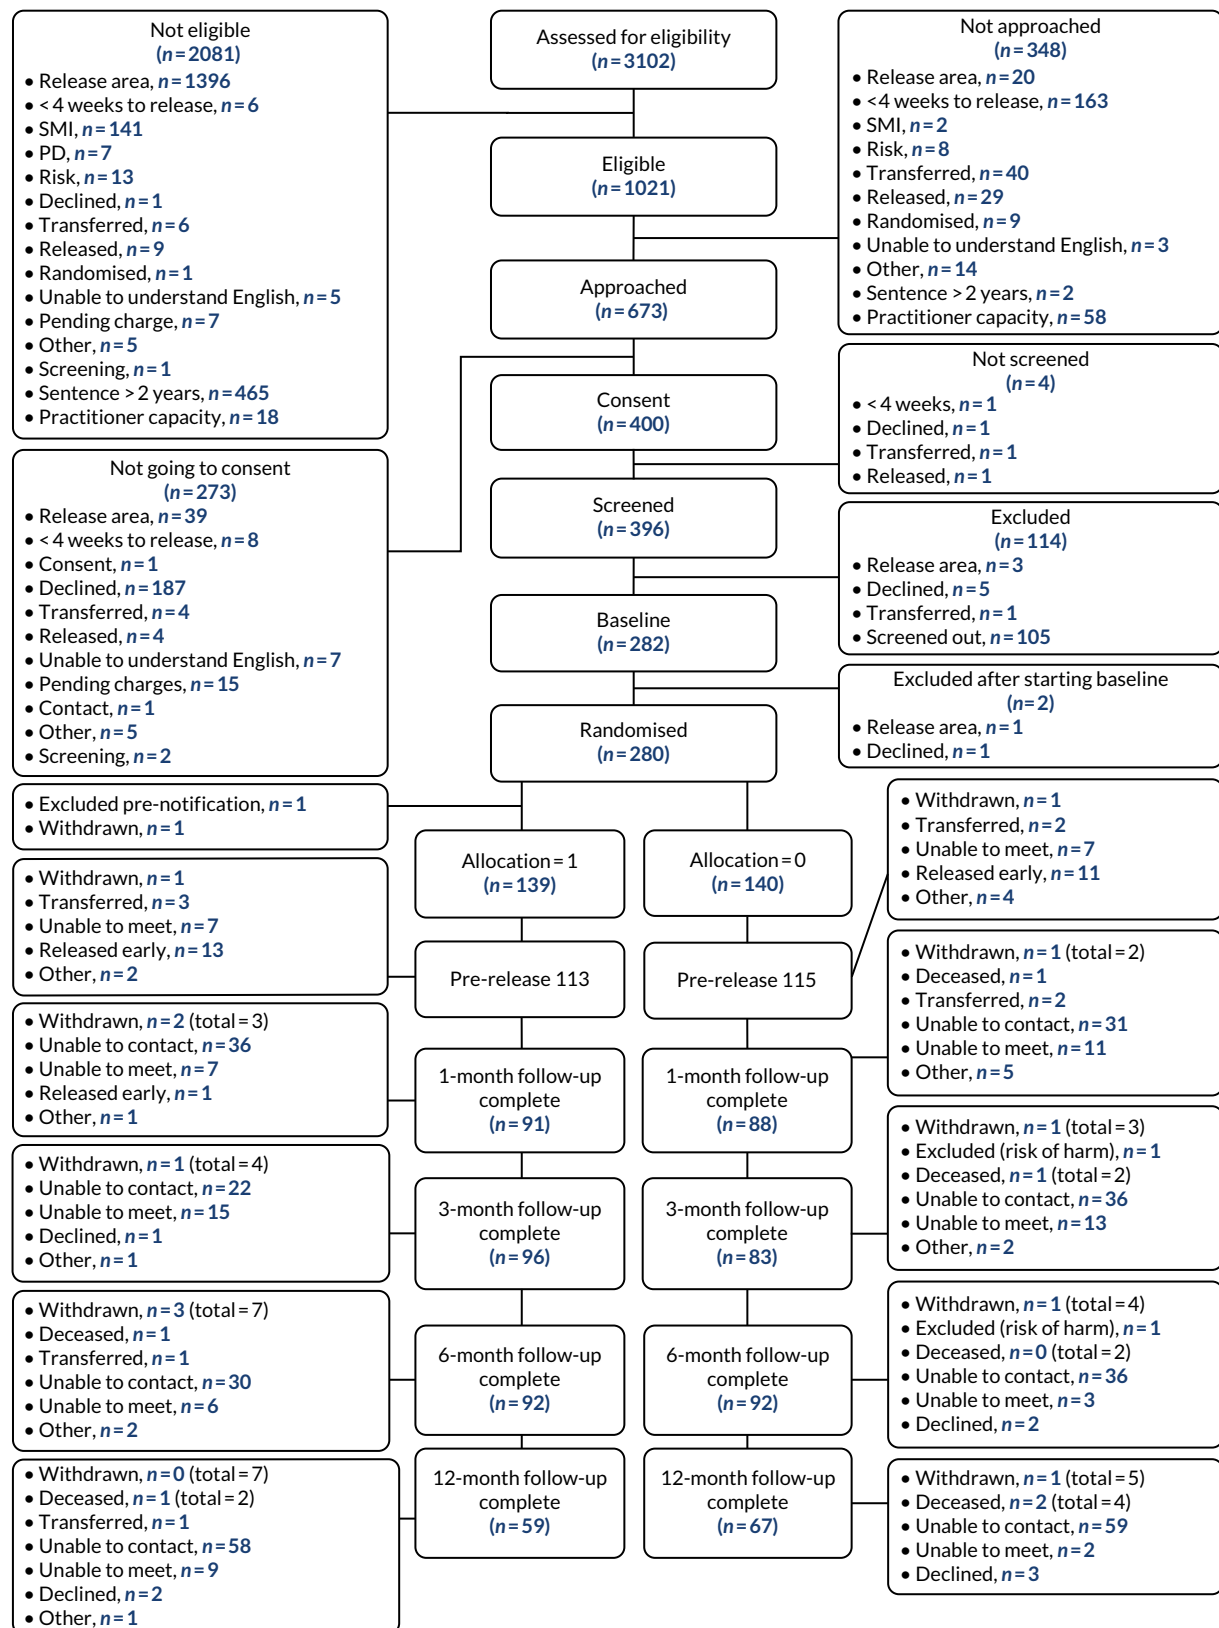 Not eligible
(n=2081)
• Release area, n=1396
• <4 weeks to release, n=6
• SMI, n=141
• PD, n=7
• Risk, n=13
• Declined, n=1
• Transferred, n=6
• Released, n=9
• Randomised, n=1
• Unable to understand English, n=5
• Pending charge, n=7
• Other, n=5
• Screening, n=1
• Sentence >2 years, n=465
• Practitioner capacity, n=18
Assessed for eligibility
(n=3102)
Not approached
(n=348)
• Release area, n=20
• <4 weeks to release, n=163
• SMI, n=2
• Risk, n=8
• Transferred, n=40
• Released, n=29
• Randomised, n=9
• Unable to understand English, n=3
• Other, n=14
• Sentence >2 years, n=2
• Practitioner capacity, n=58
Eligible
(n=1021)
Approached
(n=673)
Not going to consent
(n=273)
• Release area, n=39
• <4 weeks to release, n=8
• Consent, n=1
• Declined, n=187
• Transferred, n=4
• Released, n=4
• Unable to understand English, n=7
• Pending charges, n=15
• Contact, n=1
• Other, n=5
• Screening, n=2
Consent
(n=400)
Not screened
(n=4)
• <4 weeks, n=1
• Declined, n=1
• Transferred, n=1
• Released, n=1
Screened
(n=396)
Excluded
(n=114)
• Release area, n=3
• Declined, n=5
• Transferred, n=1
• Screened out, n=105
Baseline
(n=282)
Excluded after starting baseline
(n=2)
• Release area, n=1
• Declined, n=1
Randomised
(n=280)
• Excluded pre-notification, n=1
• Withdrawn, n=1
Allocation=1
(n=139)
Allocation=0
(n=140)
• Withdrawn, n=1
• Transferred, n=2
• Unable to meet, n=7
• Released early, n=11
• Other, n=4
• Withdrawn, n=1
• Transferred, n=3
• Unable to meet, n=7
• Released early, n=13
• Other, n=2
Pre-release 113
Pre-release 115
• Withdrawn, n=1 (total=2)
• Deceased, n=1
• Transferred, n=2
• Unable to contact, n=31
• Unable to meet, n=11
• Other, n=5
• Withdrawn, n=2 (total=3)
• Unable to contact, n=36
• Unable to meet, n=7
• Released early, n=1
• Other, n=1
1-month follow-up
complete
(n=91)
1-month follow-up
complete
(n=88)
• Withdrawn, n=1 (total=3)
• Excluded (risk of harm), n=1
• Deceased, n=1 (total=2)
• Unable to contact, n=36
• Unable to meet, n=13
• Other, n=2
• Withdrawn, n=1 (total=4)
• Unable to contact, n=22
• Unable to meet, n=15
• Declined, n=1
• Other, n=1
3-month follow-up
complete
(n=96)
3-month follow-up
complete
(n=83)
• Withdrawn, n=1 (total=4)
• Excluded (risk of harm), n=1
• Deceased, n=0 (total=2)
• Unable to contact, n=36
• Unable to meet, n=3
• Declined, n=2
• Withdrawn, n=3 (total=7)
• Deceased, n=1
• Transferred, n=1
• Unable to contact, n=30
• Unable to meet, n=6
• Other, n=2
6-month follow-up
complete
(n=92)
6-month follow-up
complete
(n=92)
• Withdrawn, n=0 (total=7)
• Deceased, n=1 (total=2)
• Transferred, n=1
• Unable to contact, n=58
• Unable to meet, n=9
• Declined, n=2
• Other, n=1
12-month follow-up
complete
(n=59)
12-month follow-up
complete
(n=67)
• Withdrawn, n=1 (total=5)
• Deceased, n=2 (total=4)
• Unable to contact, n=59
• Unable to meet, n=2
• Declined, n=3